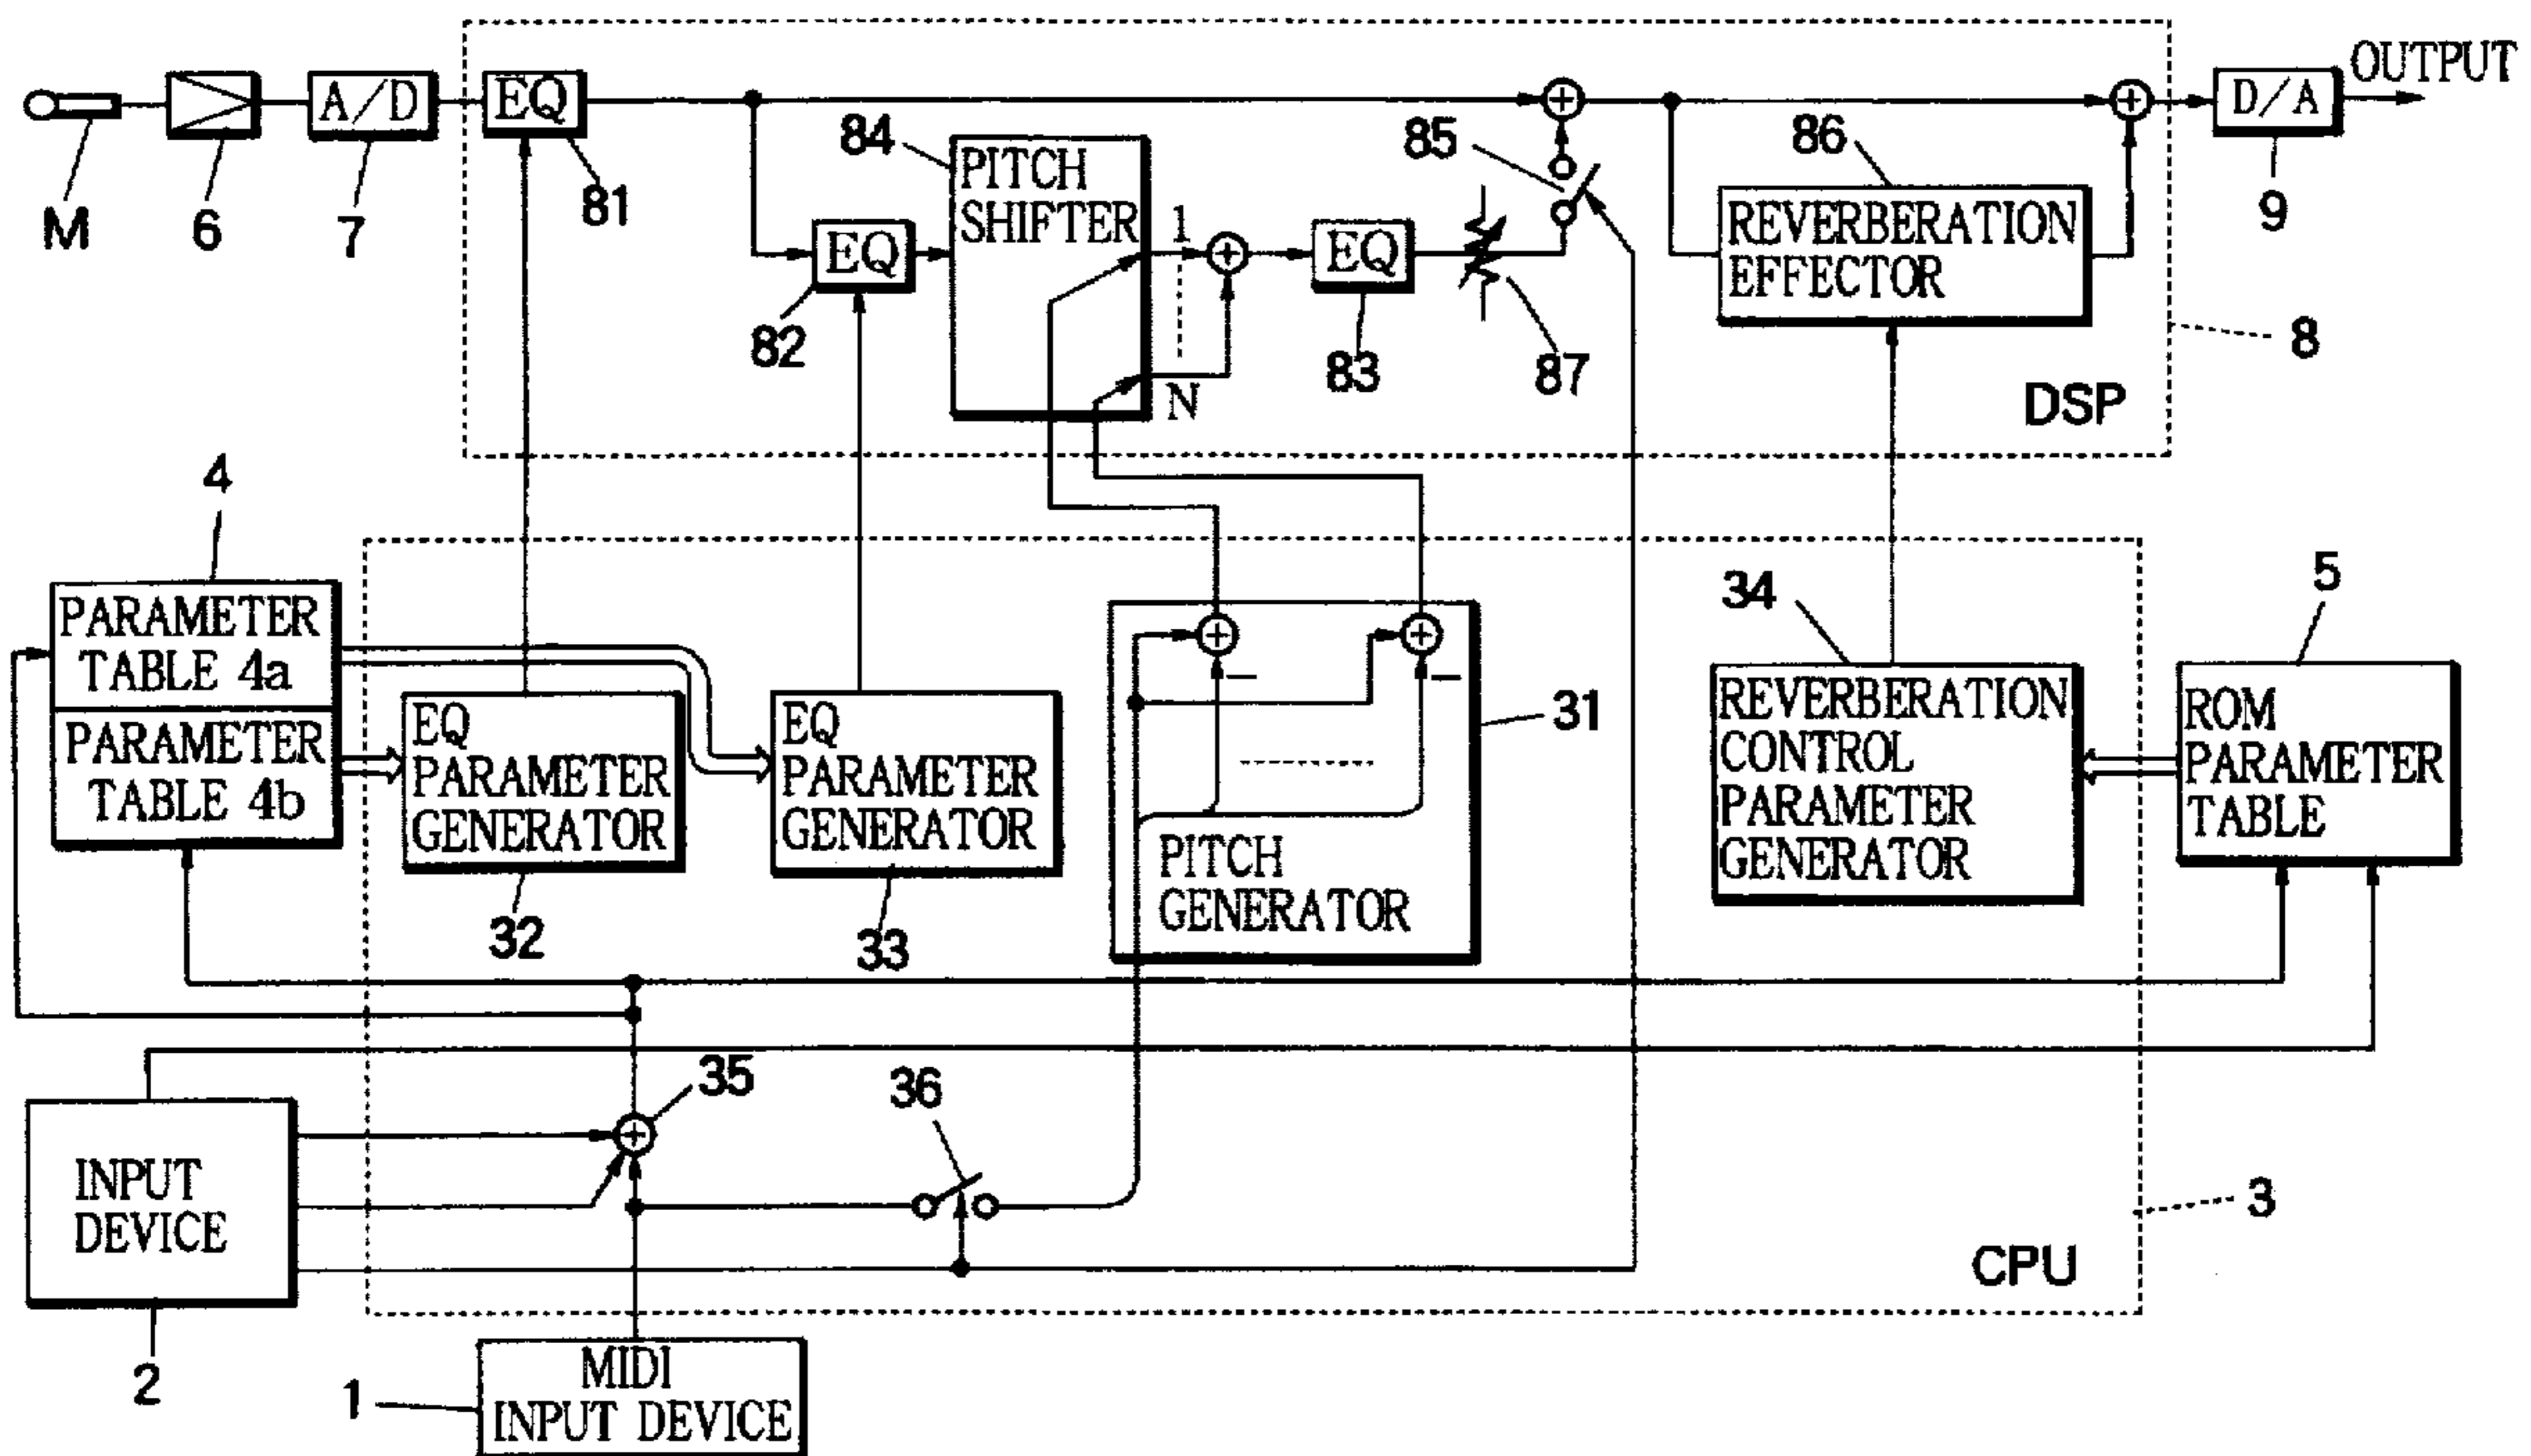 OUTPUT
M
6
A/D
7
EQ
81
84
PITCH
SHIFTER
1
N
EQ
82
EQ
83
87
85
86
REVERBERATION
EFFECTOR
D/A
9
8
DSP
4
PARAMETER
TABLE 4a
PARAMETER
TABLE 4b
EQ
PARAMETER
GENERATOR
32
EQ
PARAMETER
GENERATOR
33
+
+
−
−
31
PITCH
GENERATOR
34
REVERBERATION
CONTROL
PARAMETER
GENERATOR
5
ROM
PARAMETER
TABLE
35
36
INPUT
DEVICE
2
3
CPU
1
MIDI
INPUT DEVICE